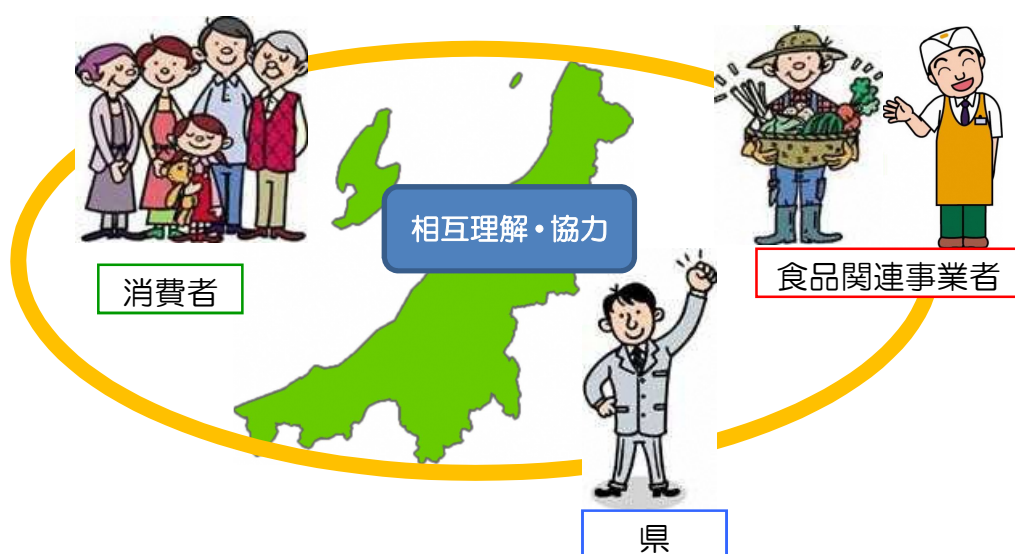 相互理解・協力
消費者
食品関連事業者
県